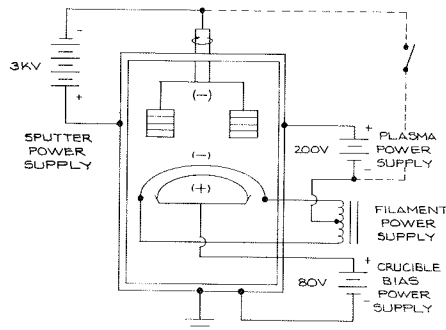 3KV
SPUTTER
POWER
SUPPLY
(–)
(–)
(+)
200V
PLASMA
POWER
SUPPLY
FILAMENT
POWER
SUPPLY
80V
CRUCIBLE
BIAS
POWER
SUPPLY